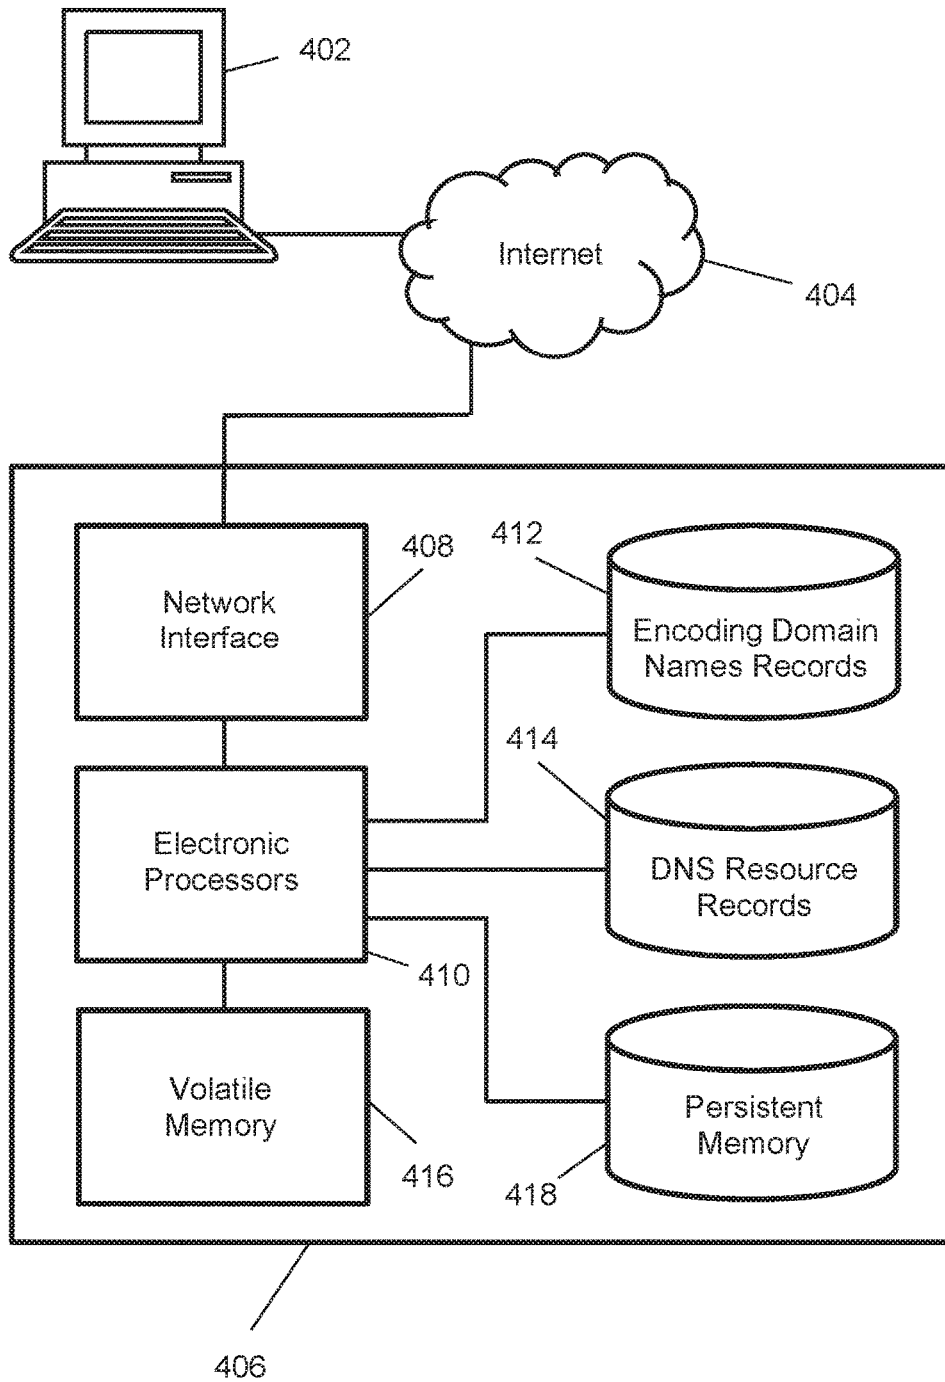 402
Internet
404
412
408
Network
Interface
Encoding Domain
Names Records
414
Electronic
Processors
DNS Resource
Records
410
Volatile
Memory
Persistent
Memory
416
418
406